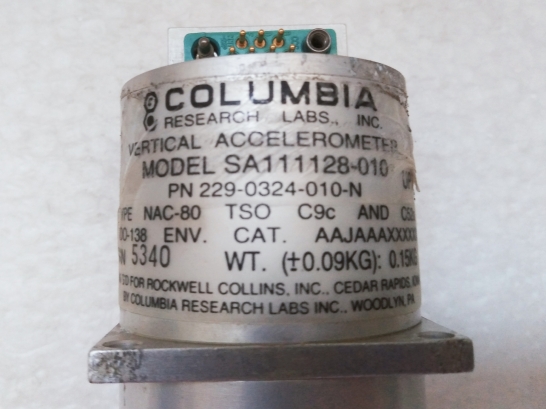 COLUMBIA
RESEARCH LABS., INC.
VERTICAL ACCELEROMETER
MODEL SA111128-010
PN 229-0324-010-N
NAC-80 TSO C9c AND
ENV. CAT. AAJAAAXXXXX
5340 WT. (±0.09KG): 0.15KG
FOR ROCKWELL COLLINS, INC., CEDAR RAPIDS,
BY COLUMBIA RESEARCH LABS INC., WOODLYN, PA